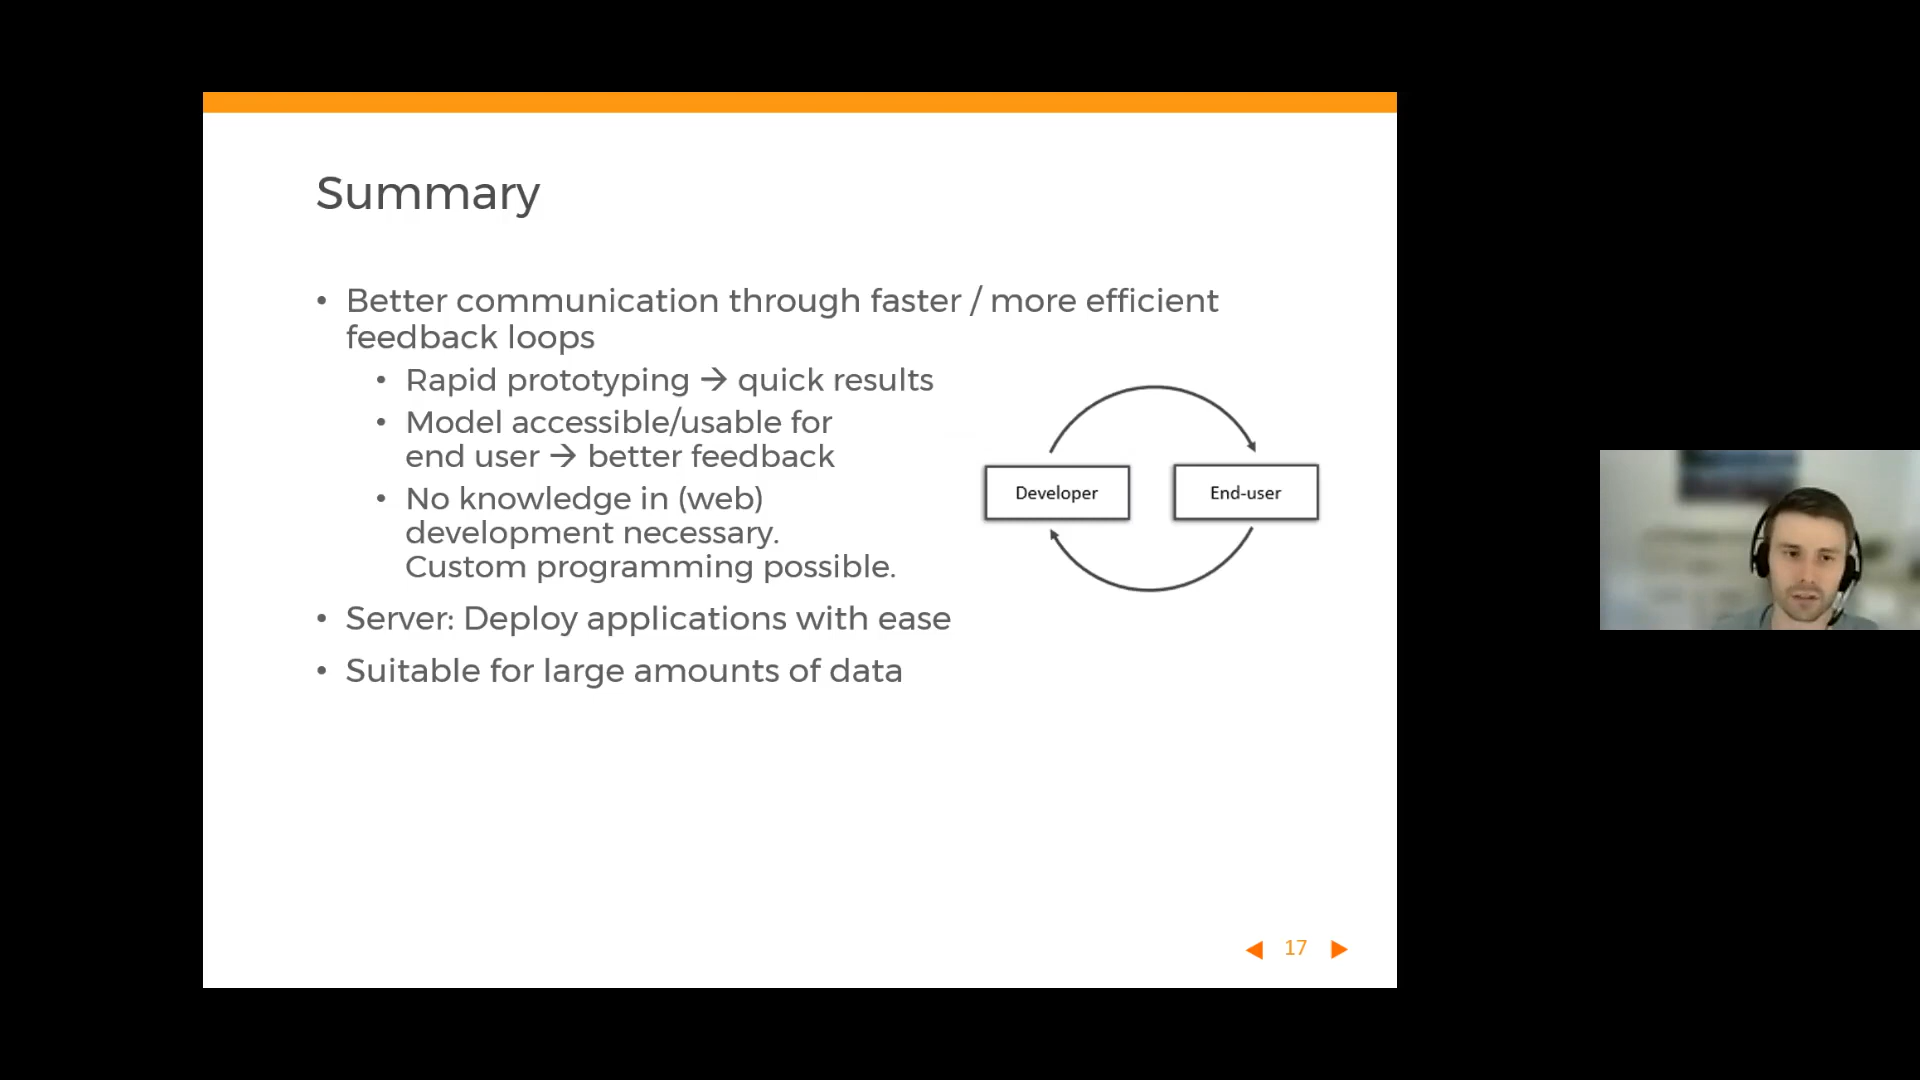 Summary
• Better communication through faster / more efficient
feedback loops
• Rapid prototyping → quick results
• Model accessible/usable for
end user → better feedback
• No knowledge in (web)
development necessary.
Custom programming possible.
• Server: Deploy applications with ease
• Suitable for large amounts of data
Developer
End-user
17